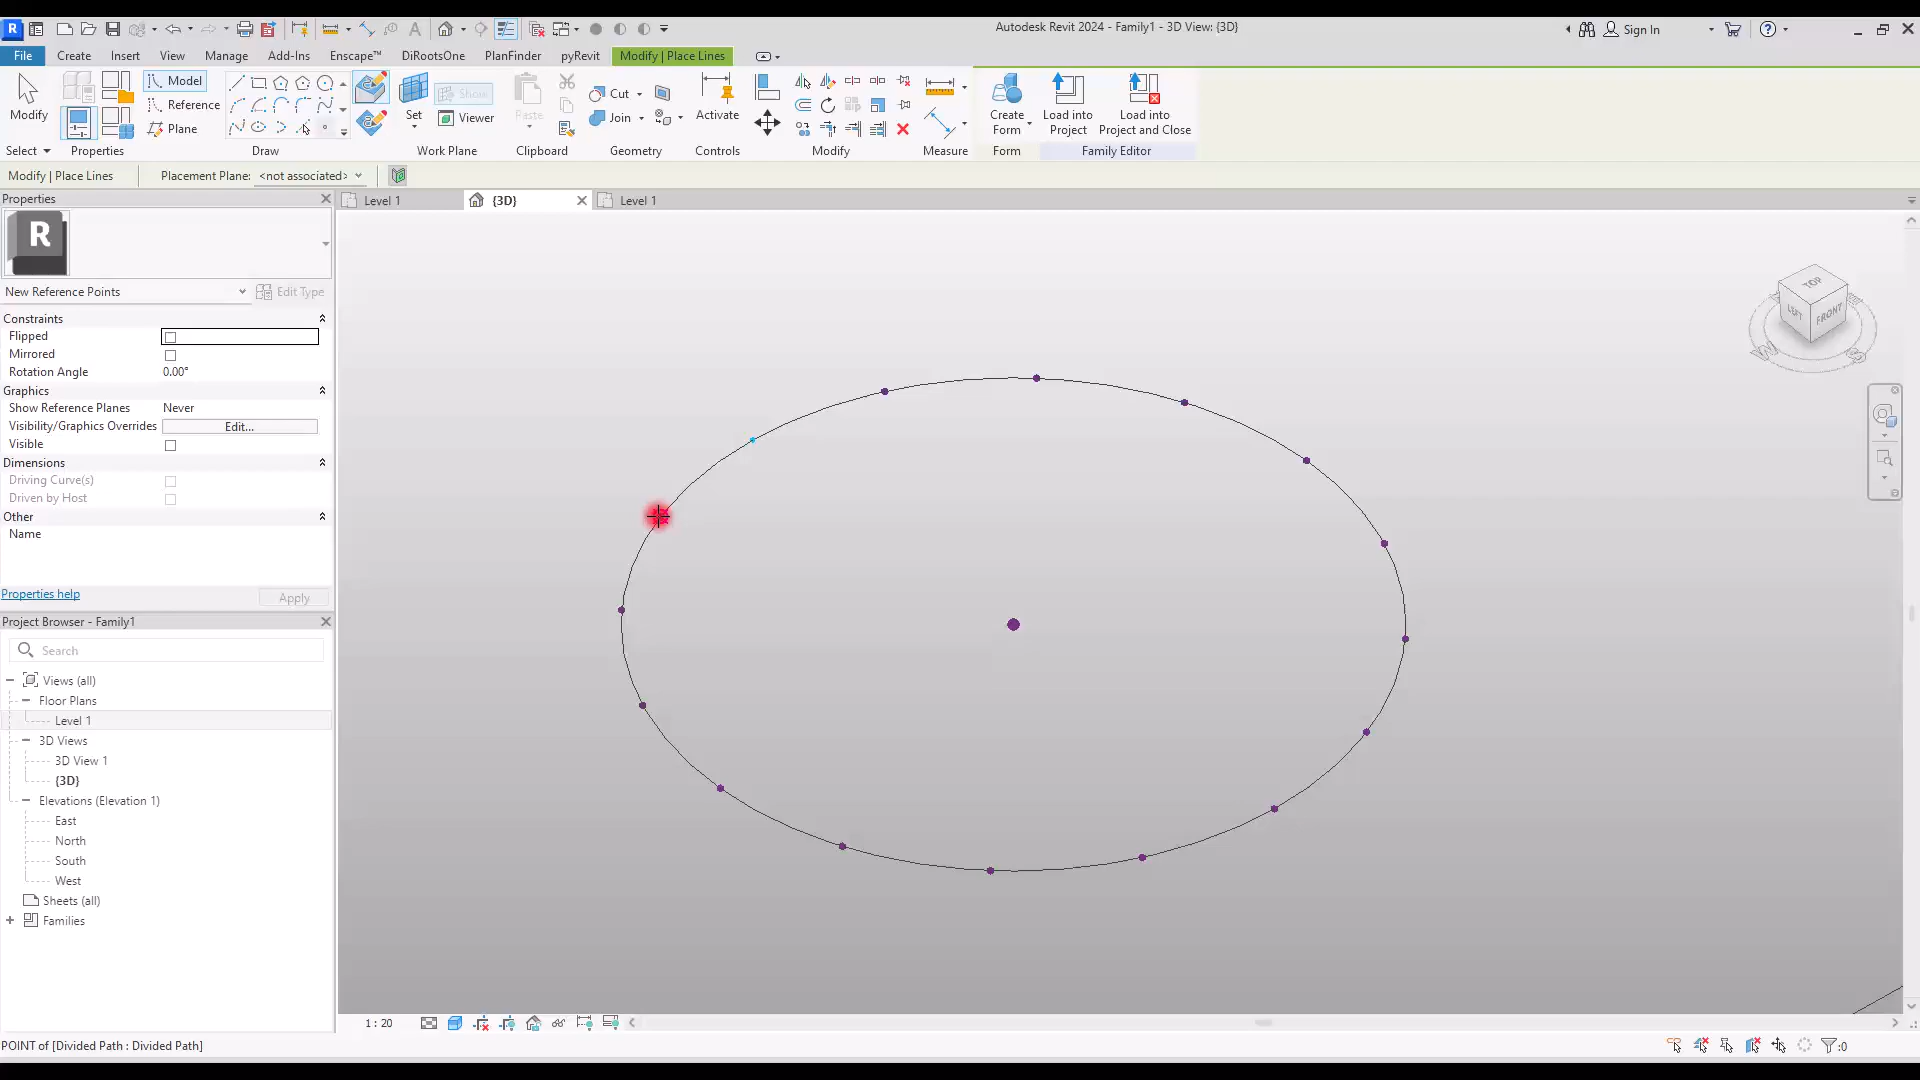 Autodesk Revit 2024 - Family1 - 3D View: {3D}
Sign In
File
Create
Insert
View
Manage
Add-Ins
Enscape™
DiRootsOne
PlanFinder
pyRevit
Modify | Place Lines
Modify
Model
Reference
Plane
Set
Show
Viewer
Paste
Cut
Join
Activate
Create
Form
Load into
Project
Load into
Project and Close
Select
Properties
Draw
Work Plane
Clipboard
Geometry
Controls
Modify
Measure
Form
Family Editor
Modify | Place Lines
Placement Plane: <not associated>
Properties
Level 1
{3D}
Level 1
R
New Reference Points
Edit Type
Constraints
Flipped
Mirrored
Rotation Angle 0.00°
Graphics
Show Reference Planes Never
Visibility/Graphics Overrides Edit...
Visible
Dimensions
Driving Curve(s)
Driven by Host
Other
Name
Properties help
Apply
Project Browser - Family1
Search
Views (all)
Floor Plans
Level 1
3D Views
3D View 1
{3D}
Elevations (Elevation 1)
East
North
South
West
Sheets (all)
Families
TOP
LEFT
FRONT
W
S
1 : 20
POINT of [Divided Path : Divided Path]
:0